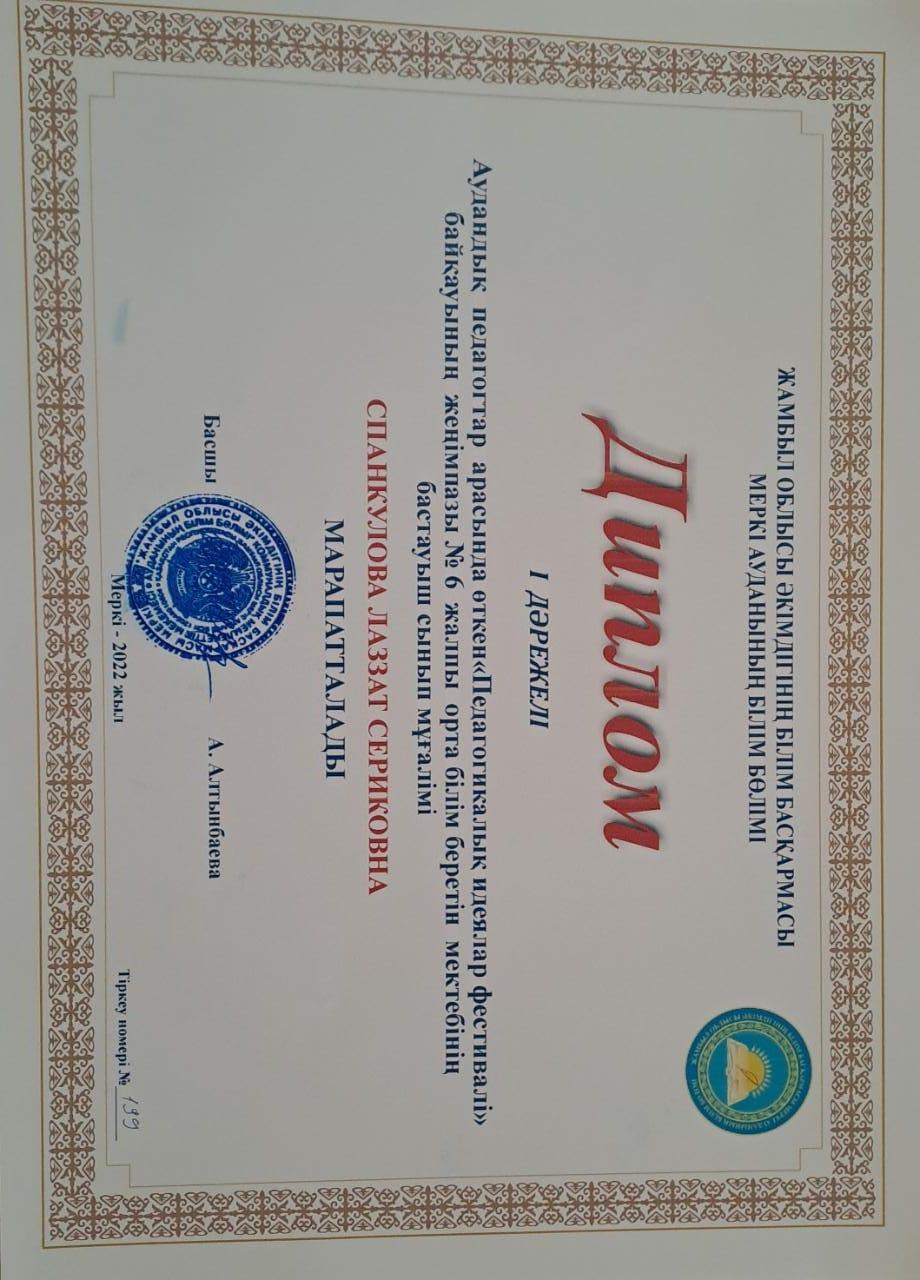 ЖАМБЫЛ ОБЛЫСЫ ӘКІМДІГІНІҢ БІЛІМ БАСҚАРМАСЫ
МЕРКІ АУДАНЫНЫҢ БІЛІМ БӨЛІМІ
Диплом
І ДӘРЕЖЕЛІ
Аудандық педагогтар арасында өткен«Педагогикалық идеялар фестивалі»
байқауының жеңімпазы № 6 жалпы орта білім беретін мектебінің
бастауыш сынып мұғалімі
СПАНКУЛОВА ЛАЗЗАТ СЕРИКОВНА
МАРАПАТТАЛАДЫ
Басшы А. Алтынбаева
Меркі - 2022 жыл
Тіркеу номері № 199